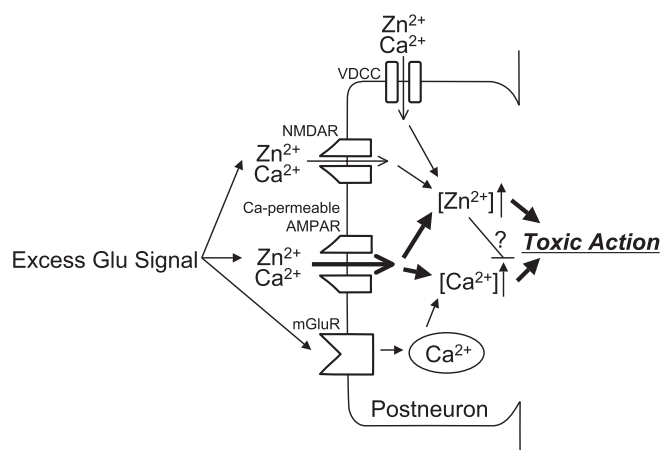 Zn²⁺
Ca²⁺
VDCC
NMDAR
Zn²⁺
Ca²⁺
[Zn²⁺]
Ca-permeable
AMPAR
?
Toxic Action
Excess Glu Signal
Zn²⁺
Ca²⁺
[Ca²⁺]
mGluR
Ca²⁺
Postneuron